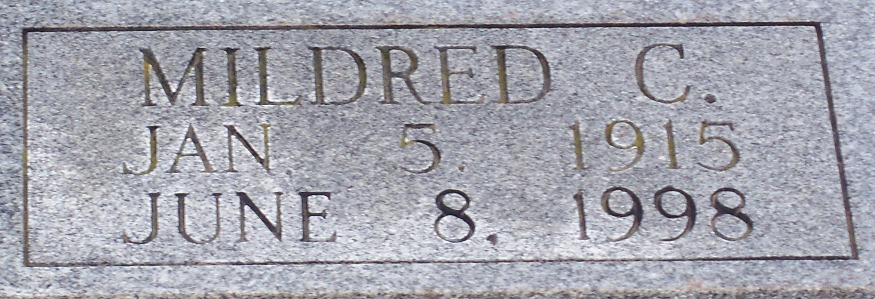 MILDRED C.
JAN 5. 1915
JUNE 8. 1998